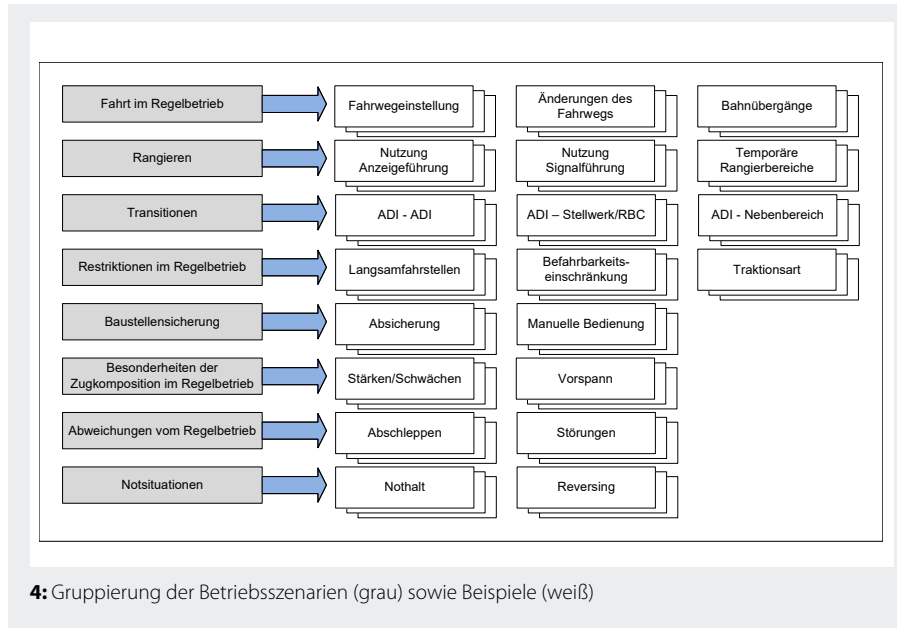 Fahrt im Regelbetrieb
Fahrwegeinstellung
Änderungen des
Fahrwegs
Bahnübergänge
Rangieren
Nutzung
Anzeigeführung
Nutzung
Signalführung
Temporäre
Rangierbereiche
Transitionen
ADI - ADI
ADI – Stellwerk/RBC
ADI - Nebenbereich
Restriktionen im Regelbetrieb
Langsamfahrstellen
Befahrbarkeits-
einschränkung
Traktionsart
Baustellensicherung
Absicherung
Manuelle Bedienung
Besonderheiten der
Zugkomposition im Regelbetrieb
Stärken/Schwächen
Vorspann
Abweichungen vom Regelbetrieb
Abschleppen
Störungen
Notsituationen
Nothalt
Reversing
4: Gruppierung der Betriebsszenarien (grau) sowie Beispiele (weiß)